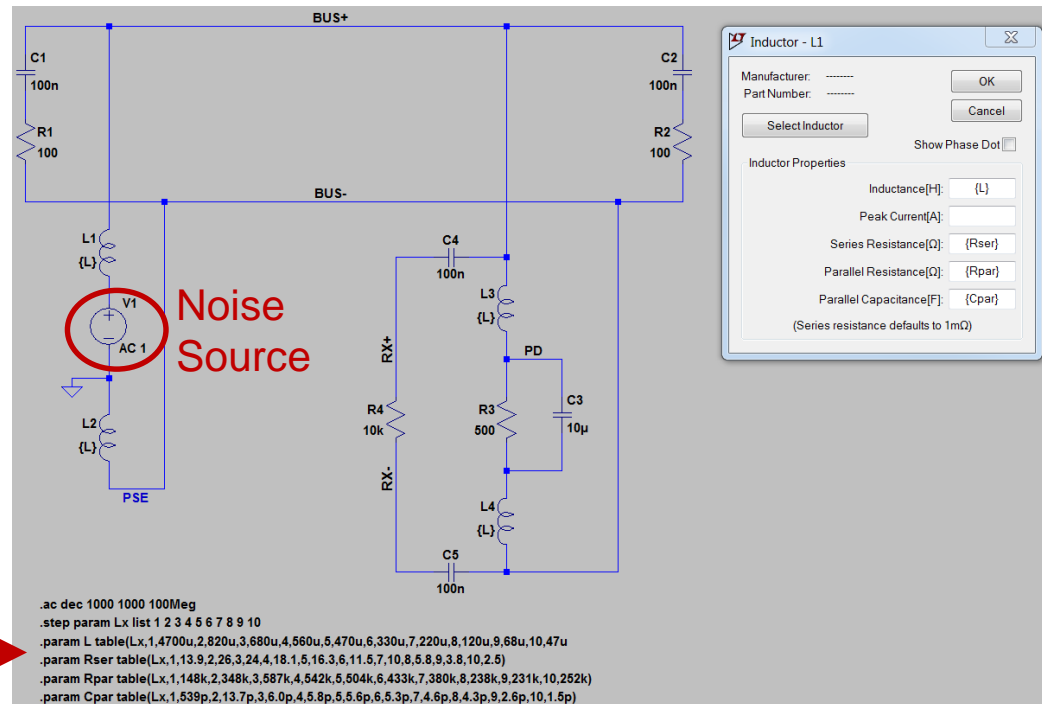 BUS+
C1
100n
R1
100
C2
100n
R2
100
BUS-
L1
{L}
V1
AC 1
Noise
Source
L2
{L}
PSE
C4
100n
L3
{L}
RX+
PD
R4
10k
R3
500
C3
10µ
RX-
L4
{L}
C5
100n
.ac dec 1000 1000 100Meg
.step param Lx list 1 2 3 4 5 6 7 8 9 10
.param L table(Lx,1,4700u,2,820u,3,680u,4,560u,5,470u,6,330u,7,220u,8,120u,9,68u,10,47u
.param Rser table(Lx,1,13.9,2,26,3,24,4,18.1,5,16.3,6,11.5,7,10,8,5.8,9,3.8,10,2.5)
.param Rpar table(Lx,1,148k,2,348k,3,587k,4,542k,5,504k,6,433k,7,380k,8,238k,9,231k,10,252k)
.param Cpar table(Lx,1,539p,2,13.7p,3,6.0p,4,5.8p,5,5.6p,6,5.3p,7,4.6p,8,4.3p,9,2.6p,10,1.5p)
Inductor - L1
Manufacturer: --------
Part Number: --------
OK
Cancel
Select Inductor
Show Phase Dot
Inductor Properties
Inductance[H]: {L}
Peak Current[A]:
Series Resistance[Ω]: {Rser}
Parallel Resistance[Ω]: {Rpar}
Parallel Capacitance[F]: {Cpar}
(Series resistance defaults to 1mΩ)